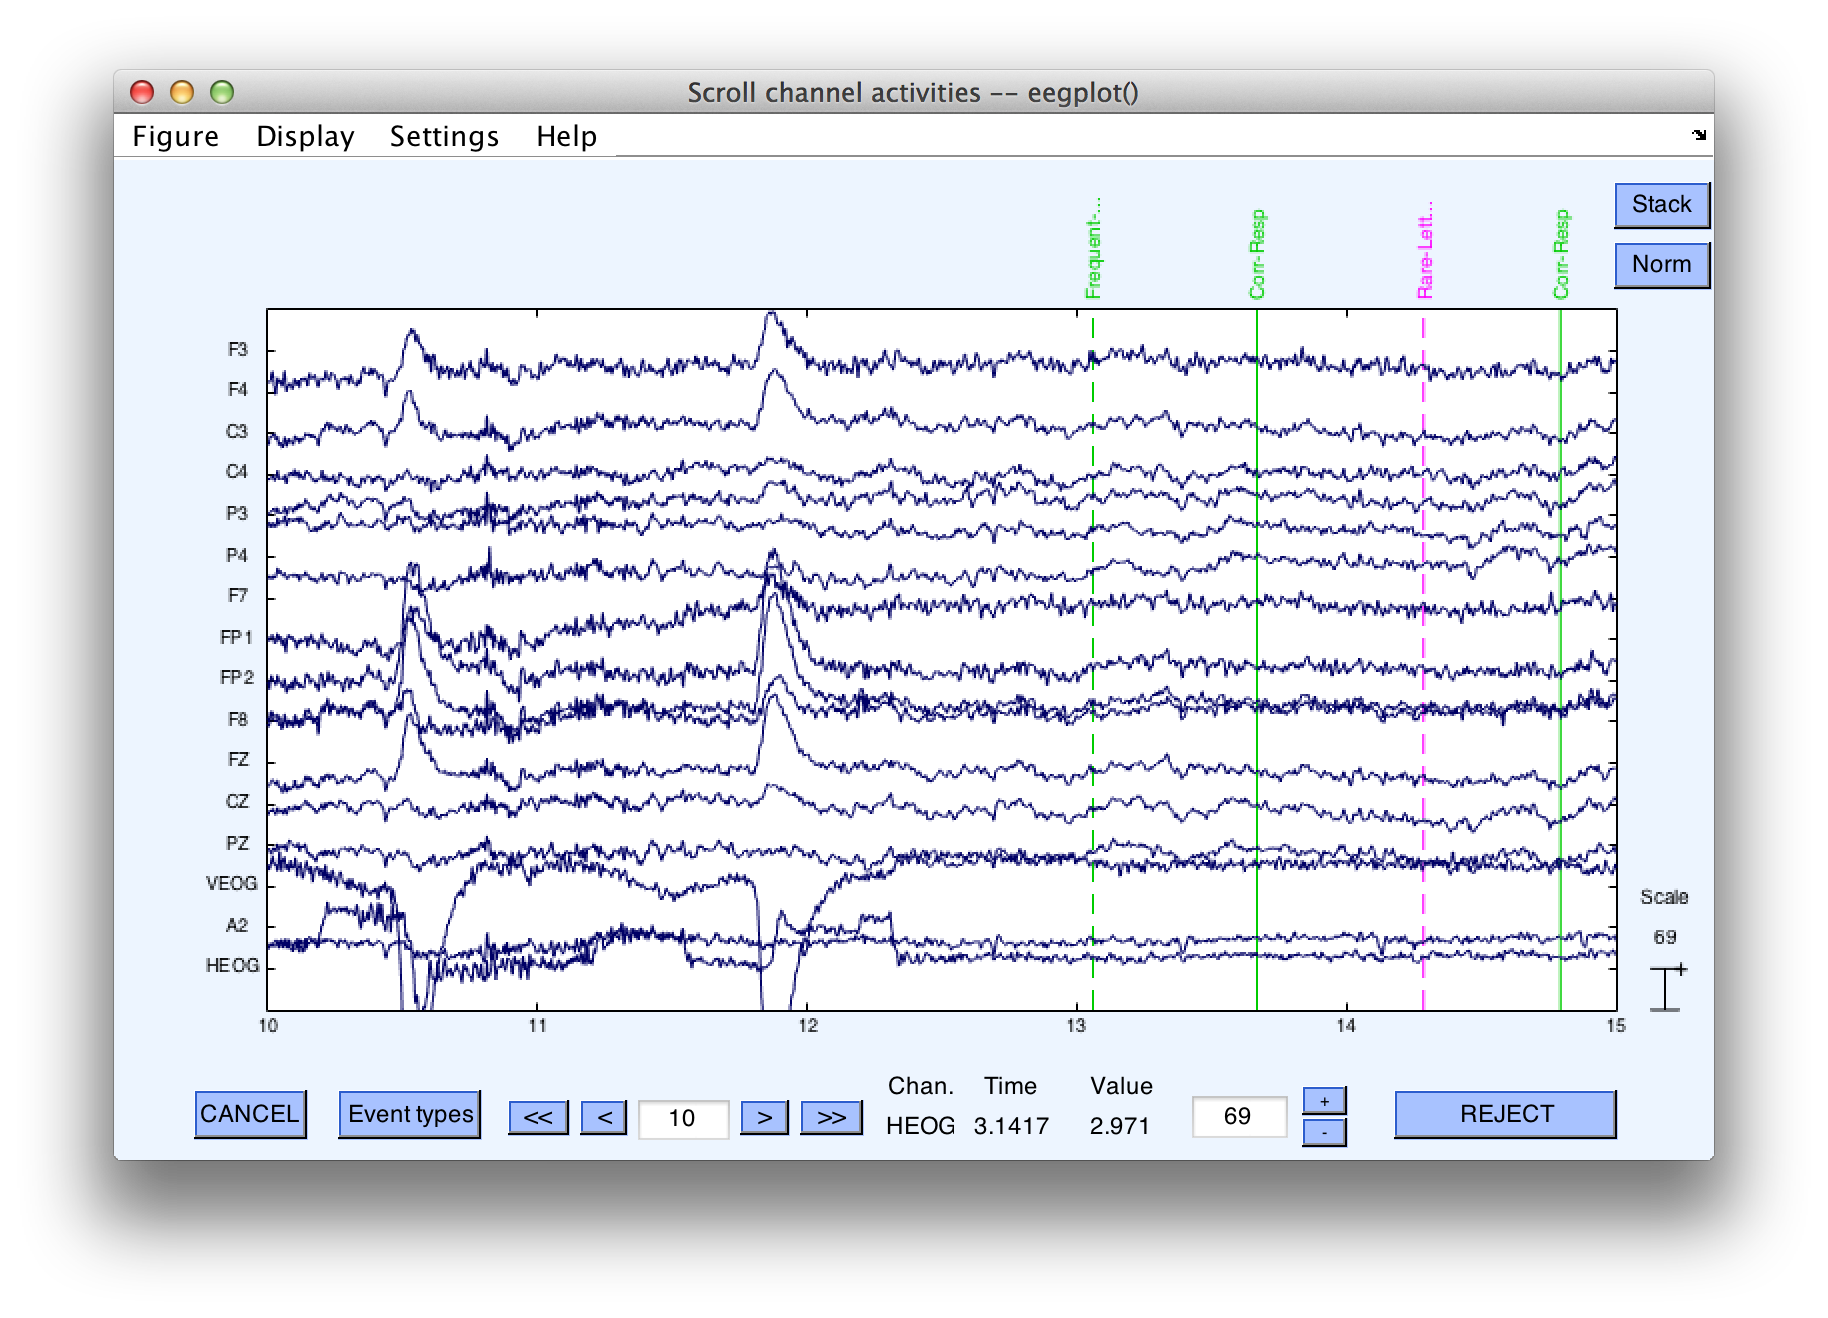 Scroll channel activities -- eegplot()
Figure Display Settings Help
Stack
Norm
Frequent-...
Corr-Resp
Rare-Lett...
Corr-Resp
F3
F4
C3
C4
P3
P4
F7
FP1
FP2
F8
FZ
CZ
PZ
VEOG
A2
HEOG
Scale
69
+
10 11 12 13 14 15
Chan. Time Value
CANCEL Event types << < 10 > >> HEOG 3.1417 2.971 69 + - REJECT